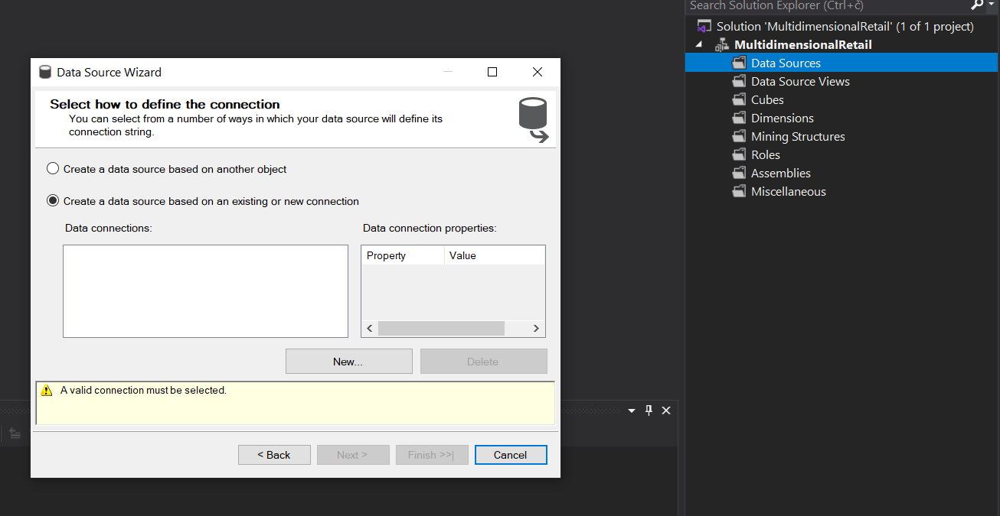 Search Solution Explorer (Ctrl+č)
Solution 'MultidimensionalRetail' (1 of 1 project)
MultidimensionalRetail
Data Sources
Data Source Views
Cubes
Dimensions
Mining Structures
Roles
Assemblies
Miscellaneous
Data Source Wizard
Select how to define the connection
You can select from a number of ways in which your data source will define its
connection string.
Create a data source based on another object
Create a data source based on an existing or new connection
Data connections:
Data connection properties:
Property Value
New... Delete
A valid connection must be selected.
< Back Next > Finish >>| Cancel